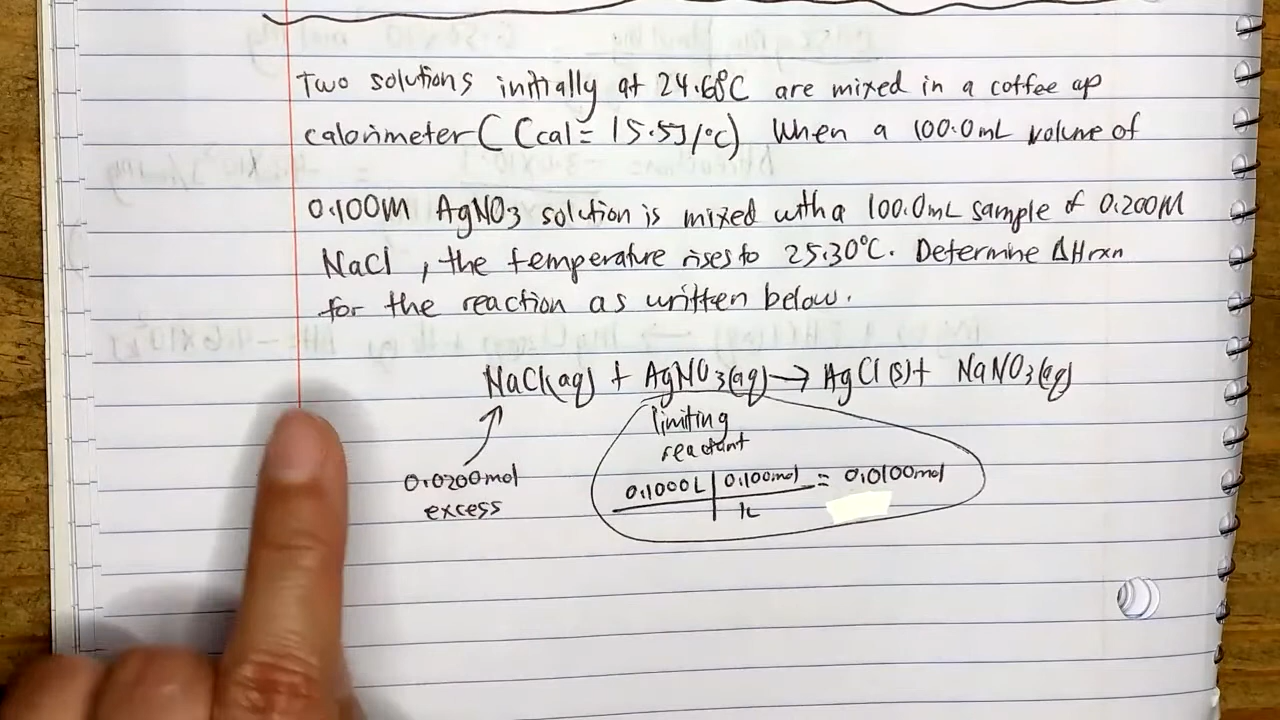 Two solutions initially at 24.68°C are mixed in a coffee cup
calorimeter (Ccal = 15.5J/°C) When a 100.0mL volume of
0.100M AgNO3 solution is mixed with a 100.0mL sample of 0.200M
NaCl, the temperature rises to 25.30°C. Determine ΔHrxn
for the reaction as written below.
NaCl(aq) + AgNO3(aq) → AgCl(s) + NaNO3(aq)
limiting
reactant
0.0200mol
excess
0.1000L | 0.100mol = 0.0100mol
1L